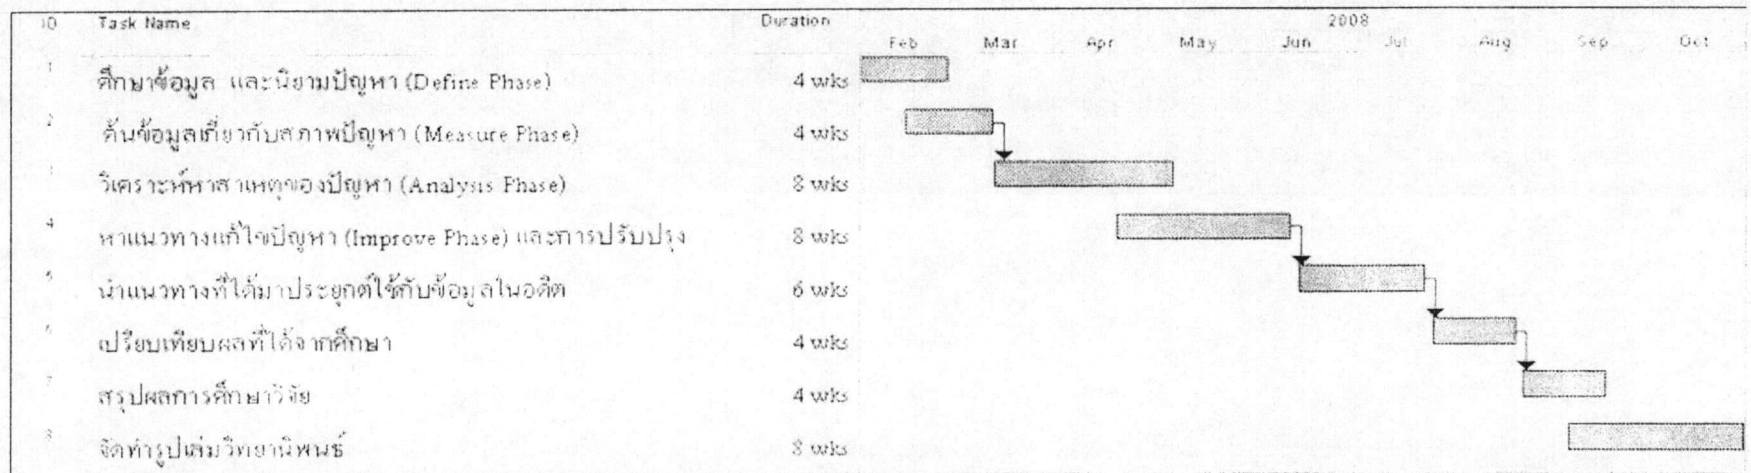 ID Task Name Duration 2008
Feb Mar Apr May Jun Jul Aug Sep Oct
1 ศึกษาข้อมูล และนิยามปัญหา (Define Phase) 4 wks
2 ค้นข้อมูลเกี่ยวกับสภาพปัญหา (Measure Phase) 4 wks
3 วิเคราะห์หาสาเหตุของปัญหา (Analysis Phase) 8 wks
4 หาแนวทางแก้ไขปัญหา (Improve Phase) และการปรับปรุง 8 wks
5 นำแนวทางที่ได้มาประยุกต์ใช้กับข้อมูลในอดีต 6 wks
6 เปรียบเทียบผลที่ได้จากศึกษา 4 wks
7 สรุปผลการศึกษาวิจัย 4 wks
8 จัดทำรูปเล่มวิทยานิพนธ์ 8 wks